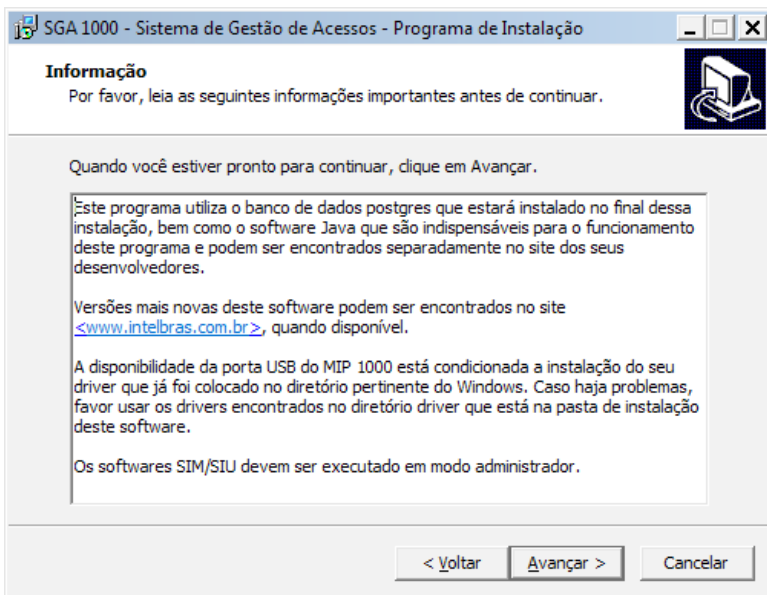 SGA 1000 - Sistema de Gestão de Acessos - Programa de Instalação
Informação
Por favor, leia as seguintes informações importantes antes de continuar.
Quando você estiver pronto para continuar, clique em Avançar.
Este programa utiliza o banco de dados postgres que estará instalado no final dessa
instalação, bem como o software Java que são indispensáveis para o funcionamento
deste programa e podem ser encontrados separadamente no site dos seus
desenvolvedores.
Versões mais novas deste software podem ser encontrados no site
<www.intelbras.com.br>, quando disponível.
A disponibilidade da porta USB do MIP 1000 está condicionada a instalação do seu
driver que já foi colocado no diretório pertinente do Windows. Caso haja problemas,
favor usar os drivers encontrados no diretório driver que está na pasta de instalação
deste software.
Os softwares SIM/SIU devem ser executado em modo administrador.
< Voltar Avançar > Cancelar